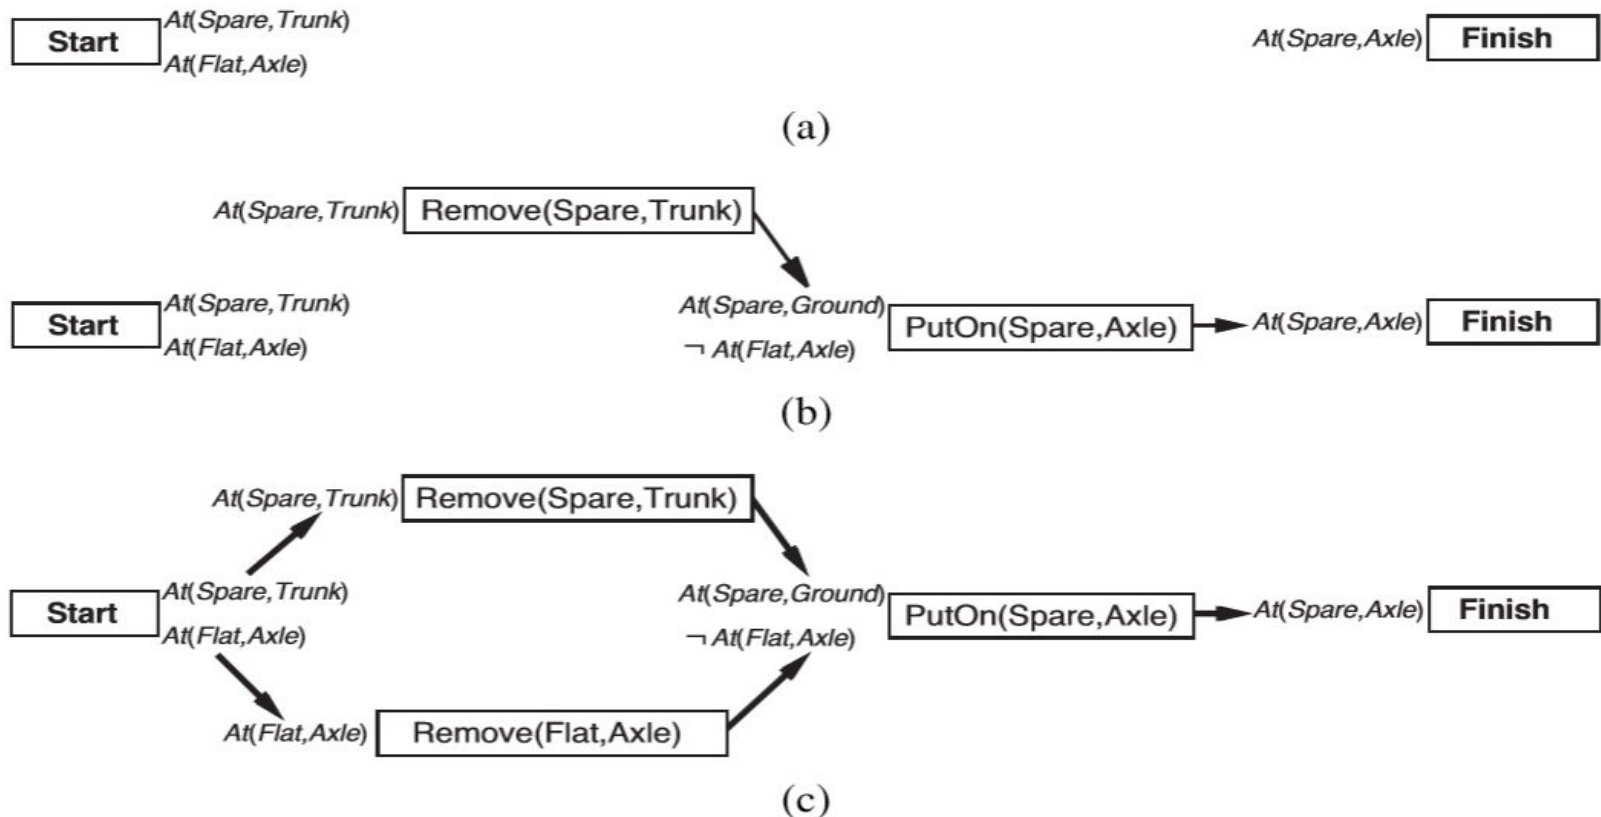 At(Spare,Trunk)
Start
At(Flat,Axle)
At(Spare,Axle) Finish
(a)
At(Spare,Trunk) Remove(Spare,Trunk)
At(Spare,Trunk)
Start
At(Flat,Axle)
At(Spare,Ground)
¬ At(Flat,Axle)
PutOn(Spare,Axle)
At(Spare,Axle) Finish
(b)
At(Spare,Trunk) Remove(Spare,Trunk)
At(Spare,Trunk)
Start
At(Flat,Axle)
At(Spare,Ground)
¬ At(Flat,Axle)
PutOn(Spare,Axle)
At(Spare,Axle) Finish
At(Flat,Axle) Remove(Flat,Axle)
(c)